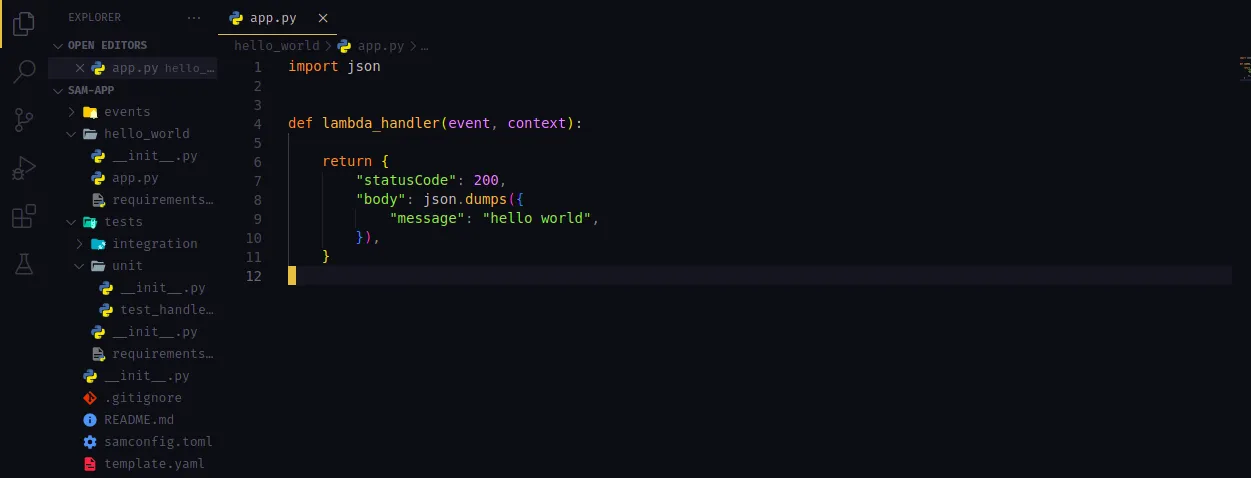 EXPLORER ...
OPEN EDITORS
app.py hello_...
SAM-APP
events
hello_world
__init__.py
app.py
requirements...
tests
integration
unit
__init__.py
test_handle...
__init__.py
requirements...
__init__.py
.gitignore
README.md
samconfig.toml
template.yaml
app.py
hello_world > app.py > ...
1 import json
2
3
4 def lambda_handler(event, context):
5
6 return {
7 "statusCode": 200,
8 "body": json.dumps({
9 "message": "hello world",
10 }),
11 }
12